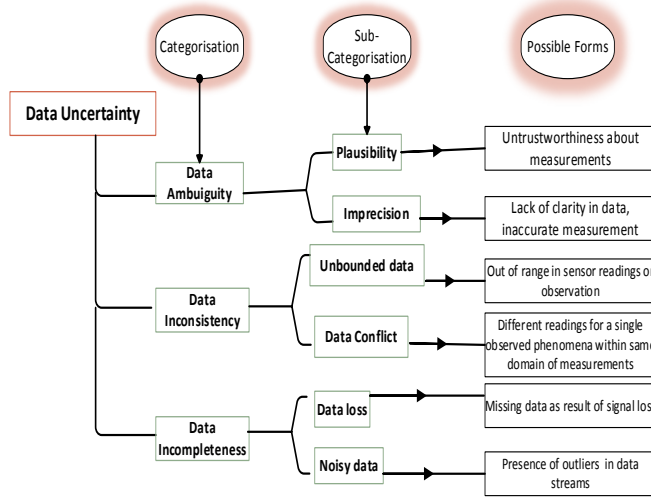 Categorisation
Sub-
Categorisation
Possible Forms
Data Uncertainty
Data
Ambuiguity
Plausibility
Untrustworthiness about
measurements
Imprecision
Lack of clarity in data,
inaccurate measurement
Data
Inconsistency
Unbounded data
Out of range in sensor readings or
observation
Data Conflict
Different readings for a single
observed phenomena within same
domain of measurements
Data
Incompleteness
Data loss
Missing data as result of signal loss
Noisy data
Presence of outliers in data
streams